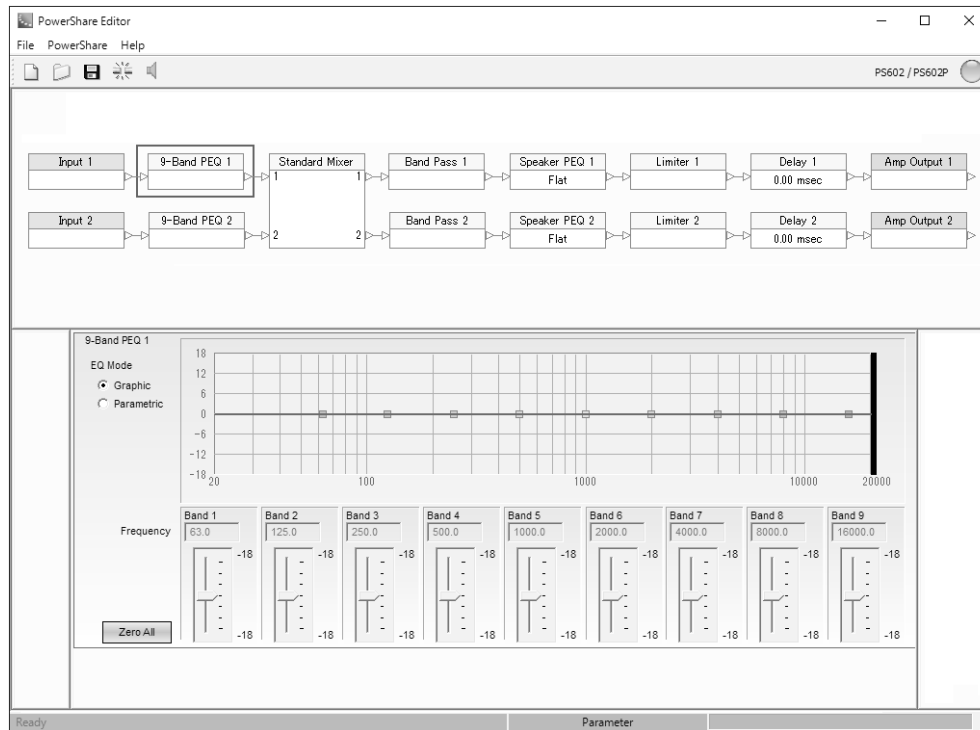 PowerShare Editor
File PowerShare Help
PS602 / PS602P
Input 1 9-Band PEQ 1 Standard Mixer Band Pass 1 Speaker PEQ 1 Limiter 1 Delay 1 Amp Output 1
1 1 Flat 0.00 msec
Input 2 9-Band PEQ 2 Band Pass 2 Speaker PEQ 2 Limiter 2 Delay 2 Amp Output 2
2 2 Flat 0.00 msec
9-Band PEQ 1
EQ Mode
Graphic
Parametric
18
12
6
0
-6
-12
-18
20 100 1000 10000 20000
Band 1 Band 2 Band 3 Band 4 Band 5 Band 6 Band 7 Band 8 Band 9
Frequency 63.0 125.0 250.0 500.0 1000.0 2000.0 4000.0 8000.0 16000.0
-18 -18 -18 -18 -18 -18 -18 -18 -18
Zero All -18 -18 -18 -18 -18 -18 -18 -18 -18
Ready Parameter